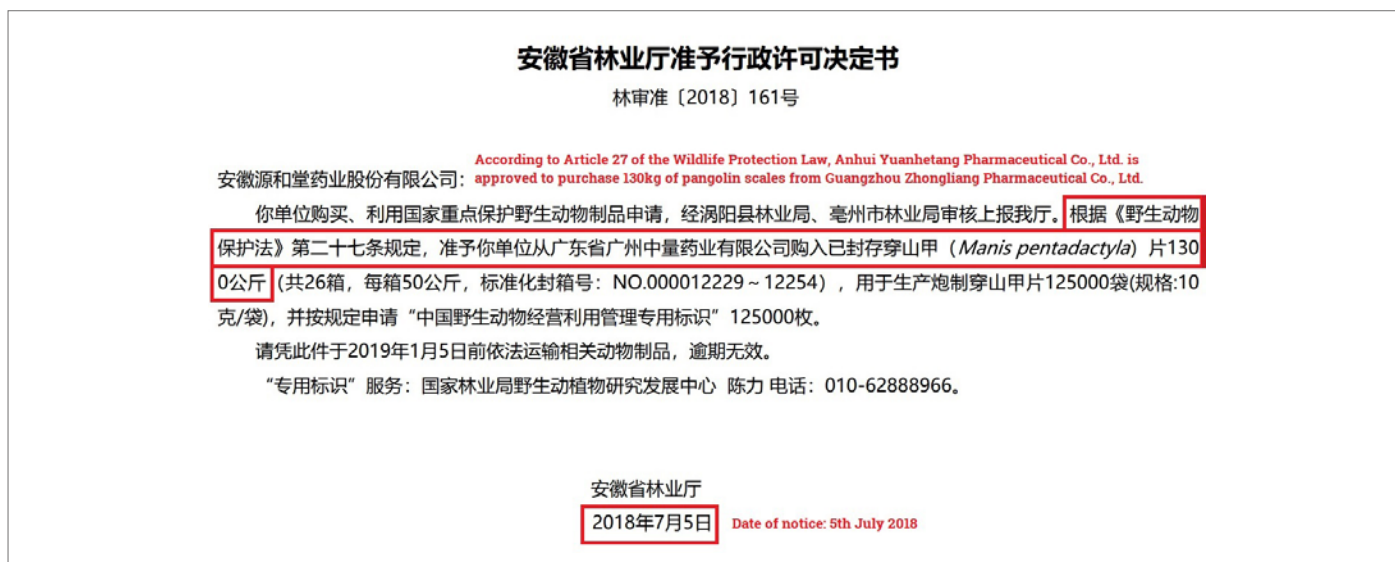 安徽省林业厅准予行政许可决定书
林审准〔2018〕161号
According to Article 27 of the Wildlife Protection Law, Anhui Yuanhetang Pharmaceutical Co., Ltd. is
安徽源和堂药业股份有限公司：approved to purchase 130kg of pangolin scales from Guangzhou Zhongliang Pharmaceutical Co., Ltd.
你单位购买、利用国家重点保护野生动物制品申请，经涡阳县林业局、亳州市林业局审核上报我厅。根据《野生动物
保护法》第二十七条规定，准予你单位从广东省广州中量药业有限公司购入已封存穿山甲（Manis pentadactyla）片130
0公斤（共26箱，每箱50公斤，标准化封箱号：NO.000012229～12254），用于生产炮制穿山甲片125000袋(规格:10
克/袋)，并按规定申请“中国野生动物经营利用管理专用标识”125000枚。
请凭此件于2019年1月5日前依法运输相关动物制品，逾期无效。
“专用标识”服务：国家林业局野生动植物研究发展中心 陈力 电话：010-62888966。
安徽省林业厅
2018年7月5日 Date of notice: 5th July 2018